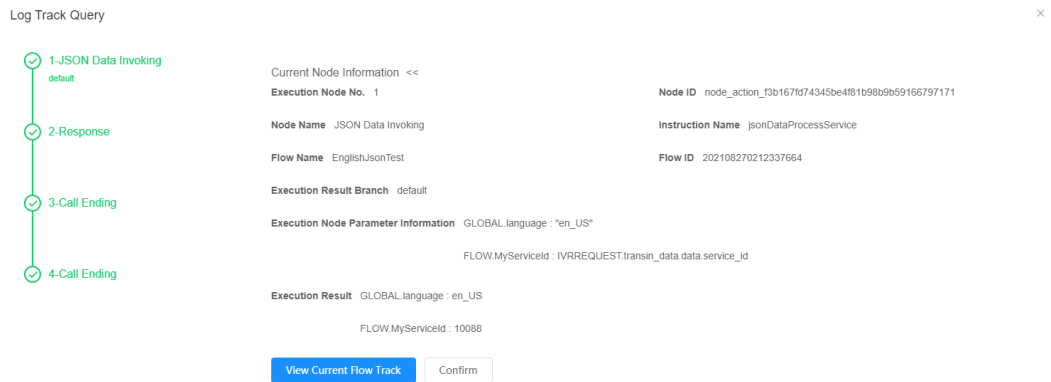 Log Track Query
1-JSON Data Invoking
default
2-Response
3-Call Ending
4-Call Ending
Current Node Information <<
Execution Node No. 1
Node ID node_action_f3b167fd74345be4f81b98b9b59166797171
Node Name JSON Data Invoking
Instruction Name jsonDataProcessService
Flow Name EnglishJsonTest
Flow ID 202108270212337664
Execution Result Branch default
Execution Node Parameter Information GLOBAL.language : "en_US"
FLOW.MyServiceId : IVRREQUEST.transin_data.data.service_id
Execution Result GLOBAL.language : en_US
FLOW.MyServiceId : 10088
View Current Flow Track
Confirm